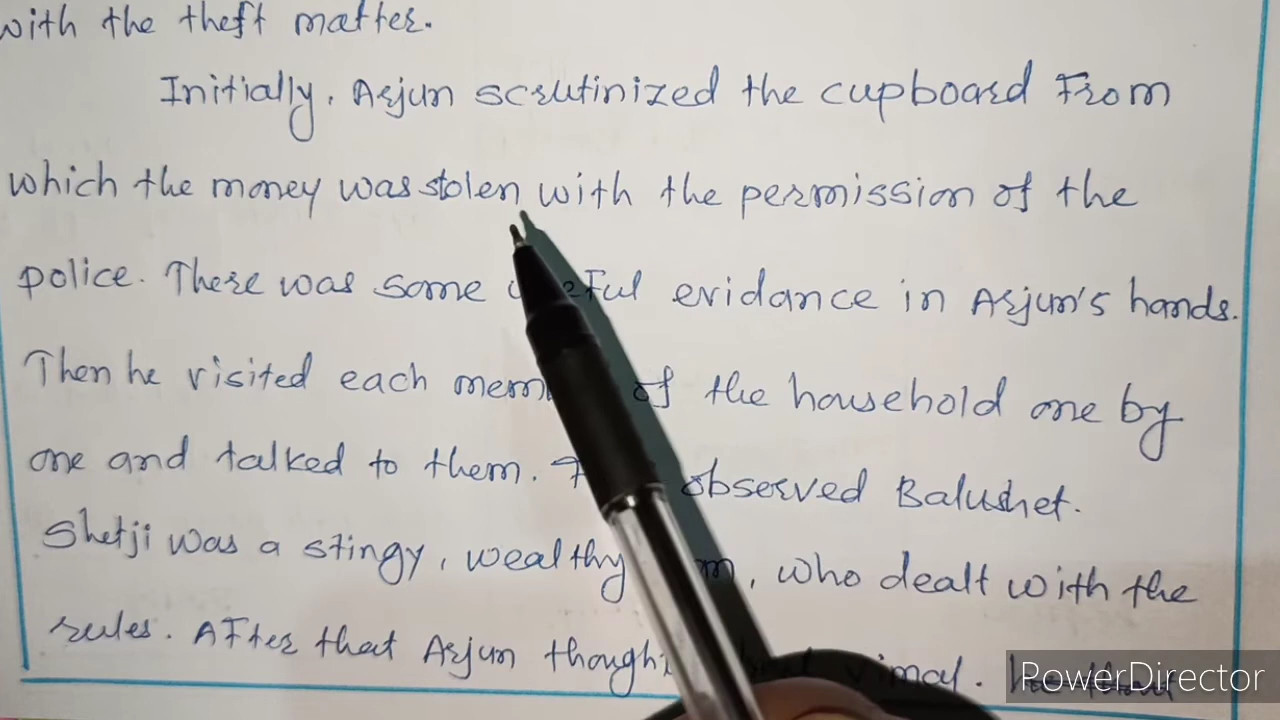 with the theft matter.
Initially, Arjun scrutinized the cupboard From
which the money was stolen with the permission of the
police. There was some useful evidance in Arjun's hands.
Then he visited each of the household one by
one and talked to them. observed Balushet.
Shetji was a stingy, wealthy , who dealt with the
rules. AFter that Arjun thought vimal.
PowerDirector